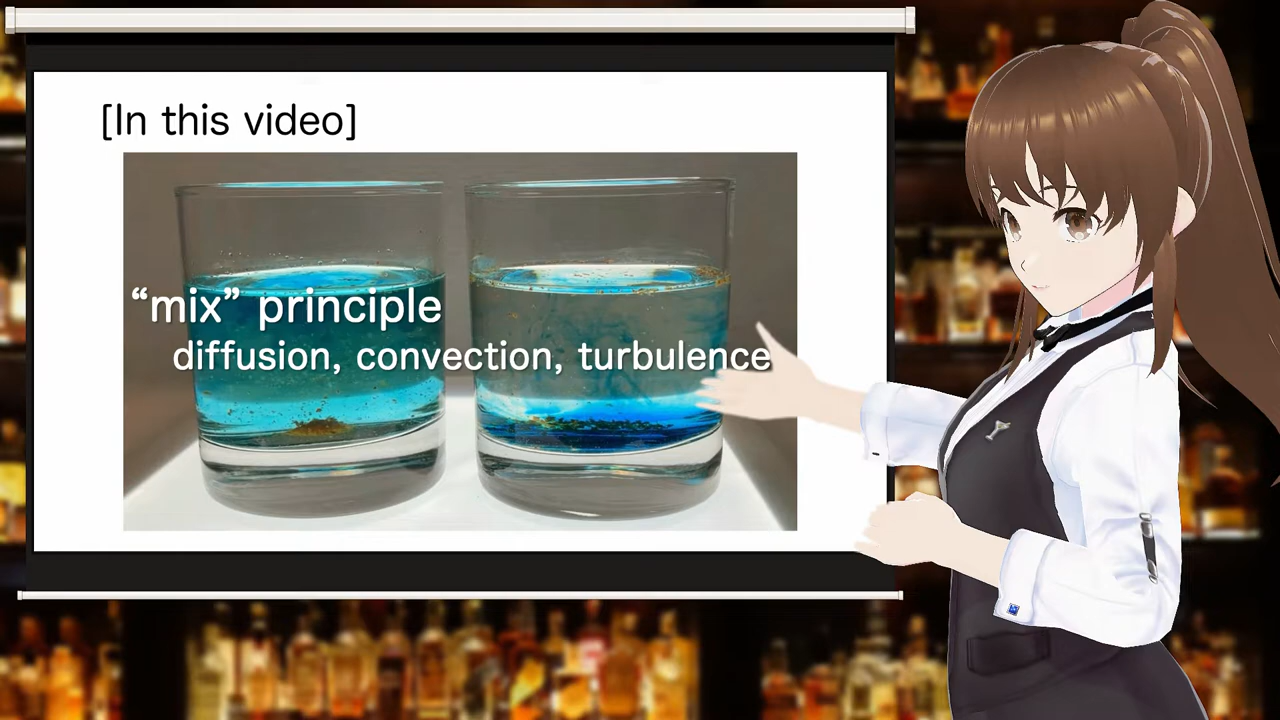 [In this video]
“mix” principle
diffusion, convection, turbulence